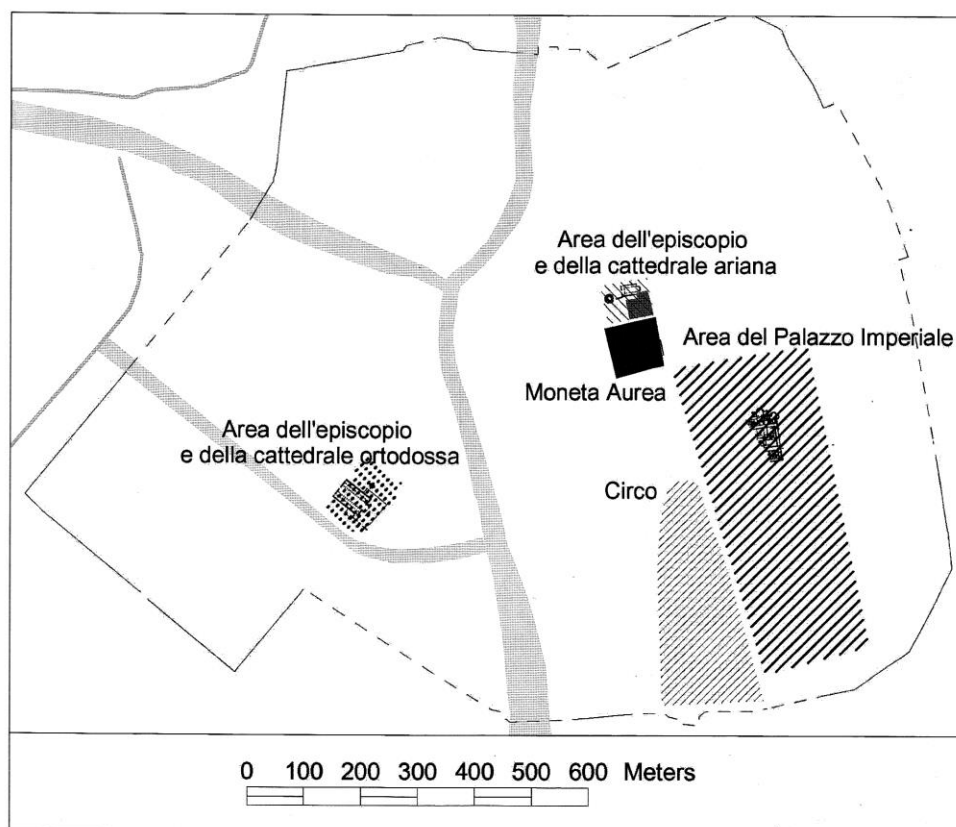 Area dell'episcopio
e della cattedrale ariana
Area del Palazzo Imperiale
Moneta Aurea
Area dell'episcopio
e della cattedrale ortodossa
Circo
0 100 200 300 400 500 600 Meters